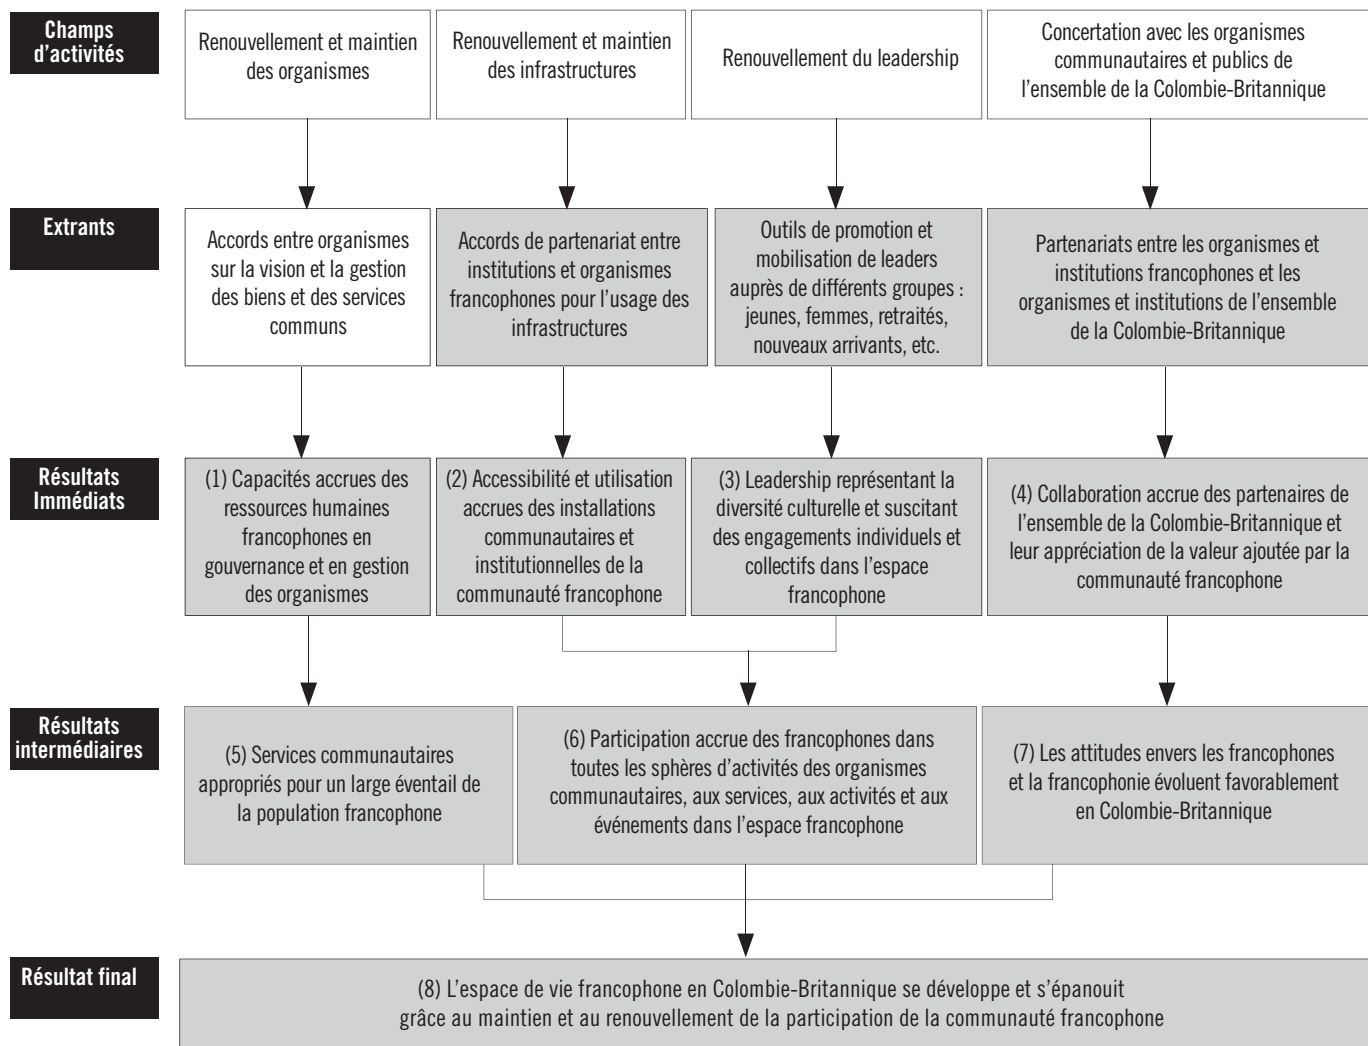 Champs
d’activités
Renouvellement et maintien
des organismes
Renouvellement et maintien
des infrastructures
Renouvellement du leadership
Concertation avec les organismes
communautaires et publics de
l’ensemble de la Colombie-Britannique
Extrants
Accords entre organismes
sur la vision et la gestion
des biens et des services
communs
Accords de partenariat entre
institutions et organismes
francophones pour l’usage des
infrastructures
Outils de promotion et
mobilisation de leaders
auprès de différents groupes :
jeunes, femmes, retraités,
nouveaux arrivants, etc.
Partenariats entre les organismes et
institutions francophones et les
organismes et institutions de l’ensemble
de la Colombie-Britannique
Résultats
Immédiats
(1) Capacités accrues des
ressources humaines
francophones en
gouvernance et en gestion
des organismes
(2) Accessibilité et utilisation
accrues des installations
communautaires et
institutionnelles de la
communauté francophone
(3) Leadership représentant la
diversité culturelle et suscitant
des engagements individuels et
collectifs dans l’espace
francophone
(4) Collaboration accrue des partenaires de
l’ensemble de la Colombie-Britannique et
leur appréciation de la valeur ajoutée par la
communauté francophone
Résultats
intermédiaires
(5) Services communautaires
appropriés pour un large éventail de
la population francophone
(6) Participation accrue des francophones dans
toutes les sphères d’activités des organismes
communautaires, aux services, aux activités et aux
événements dans l’espace francophone
(7) Les attitudes envers les francophones
et la francophonie évoluent favorablement
en Colombie-Britannique
Résultat final
(8) L’espace de vie francophone en Colombie-Britannique se développe et s’épanouit
grâce au maintien et au renouvellement de la participation de la communauté francophone